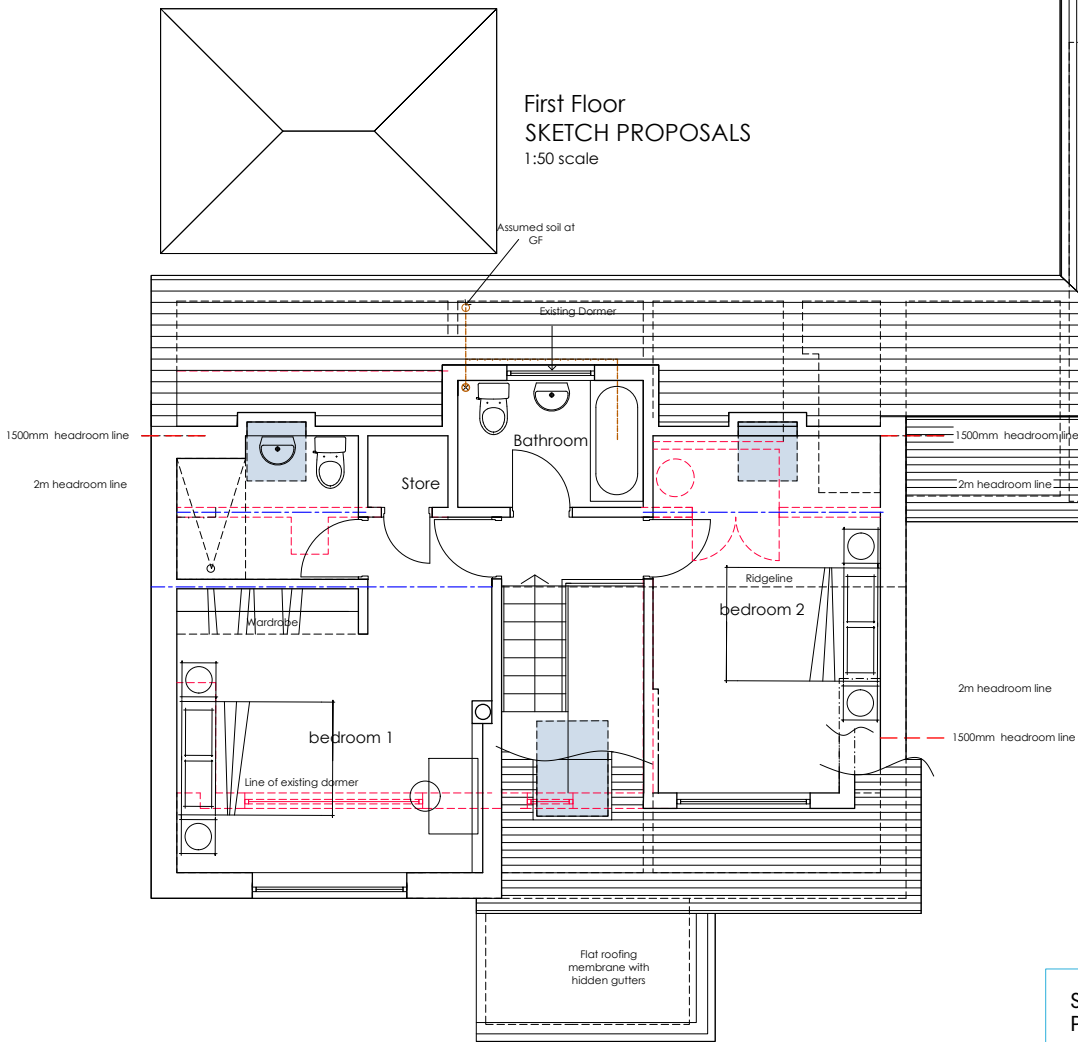 First Floor
SKETCH PROPOSALS
1:50 scale
Assumed soil at
GF
Existing Dormer
1500mm headroom line
1500mm headroom line
Bathroom
2m headroom line
Store
2m headroom line
Ridgeline
bedroom 2
Wardrobe
2m headroom line
bedroom 1
1500mm headroom line
Line of existing dormer
Flat roofing
membrane with
hidden gutters
S
P